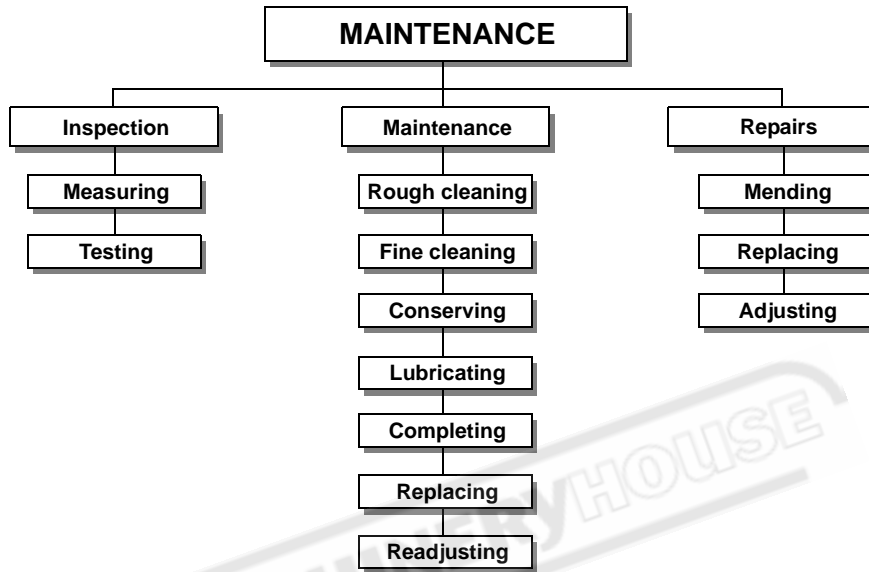 MAINTENANCE
Inspection
Measuring
Testing
Maintenance
Rough cleaning
Fine cleaning
Conserving
Lubricating
Completing
Replacing
Readjusting
Repairs
Mending
Replacing
Adjusting